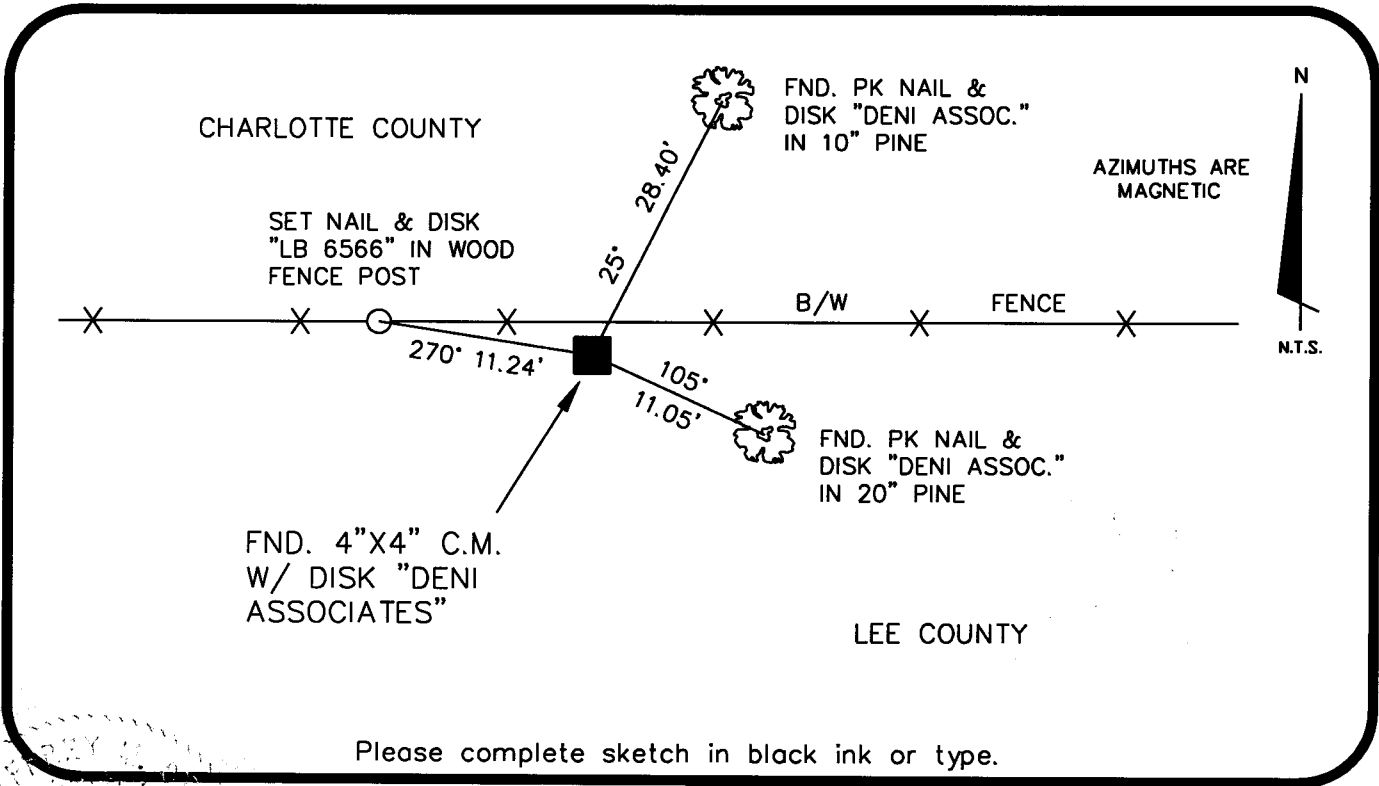 FND. PK NAIL &
DISK "DENI ASSOC."
IN 10" PINE
N
CHARLOTTE COUNTY
AZIMUTHS ARE
MAGNETIC
28.40'
25°
SET NAIL & DISK
"LB 6566" IN WOOD
FENCE POST
B/W FENCE
N.T.S.
270° 11.24'
105°
11.05'
FND. PK NAIL &
DISK "DENI ASSOC."
IN 20" PINE
FND. 4"X4" C.M.
W/ DISK "DENI
ASSOCIATES"
LEE COUNTY
Please complete sketch in black ink or type.